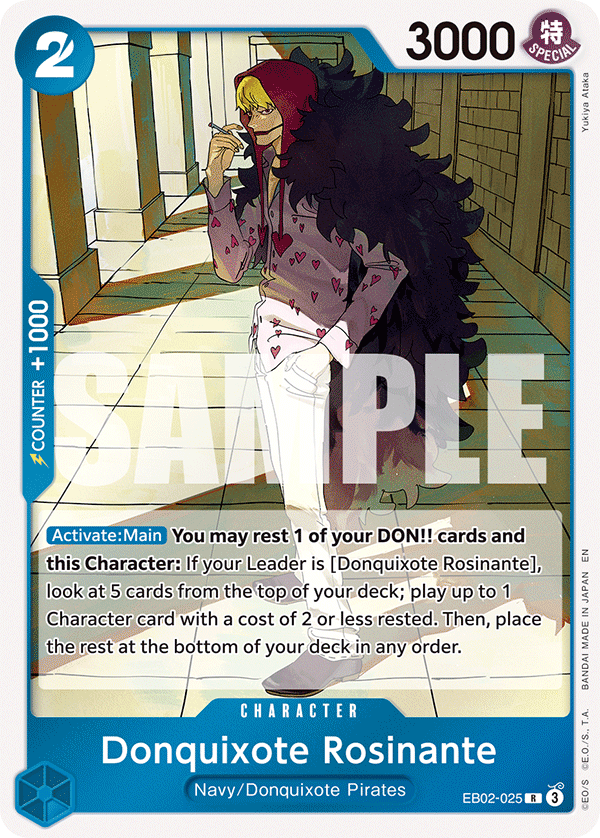 2
3000
特
SPECIAL
Yukiya Ataka
COUNTER +1000
SAMPLE
Activate:Main You may rest 1 of your DON!! cards and
this Character: If your Leader is [Donquixote Rosinante],
look at 5 cards from the top of your deck; play up to 1
Character card with a cost of 2 or less rested. Then, place
the rest at the bottom of your deck in any order.
CHARACTER
Donquixote Rosinante
Navy/Donquixote Pirates
EB02-025 R 3
©EO/S ©E.O./S., T.A. BANDAI MADE IN JAPAN EN